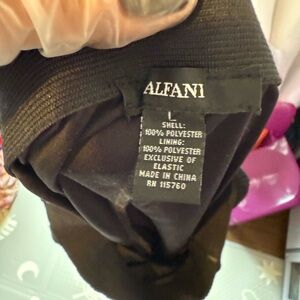 ALFANI
L
SHELL:
100% POLYESTER
LINING:
100% POLYESTER
EXCLUSIVE OF
ELASTIC
MADE IN CHINA
RN 115760